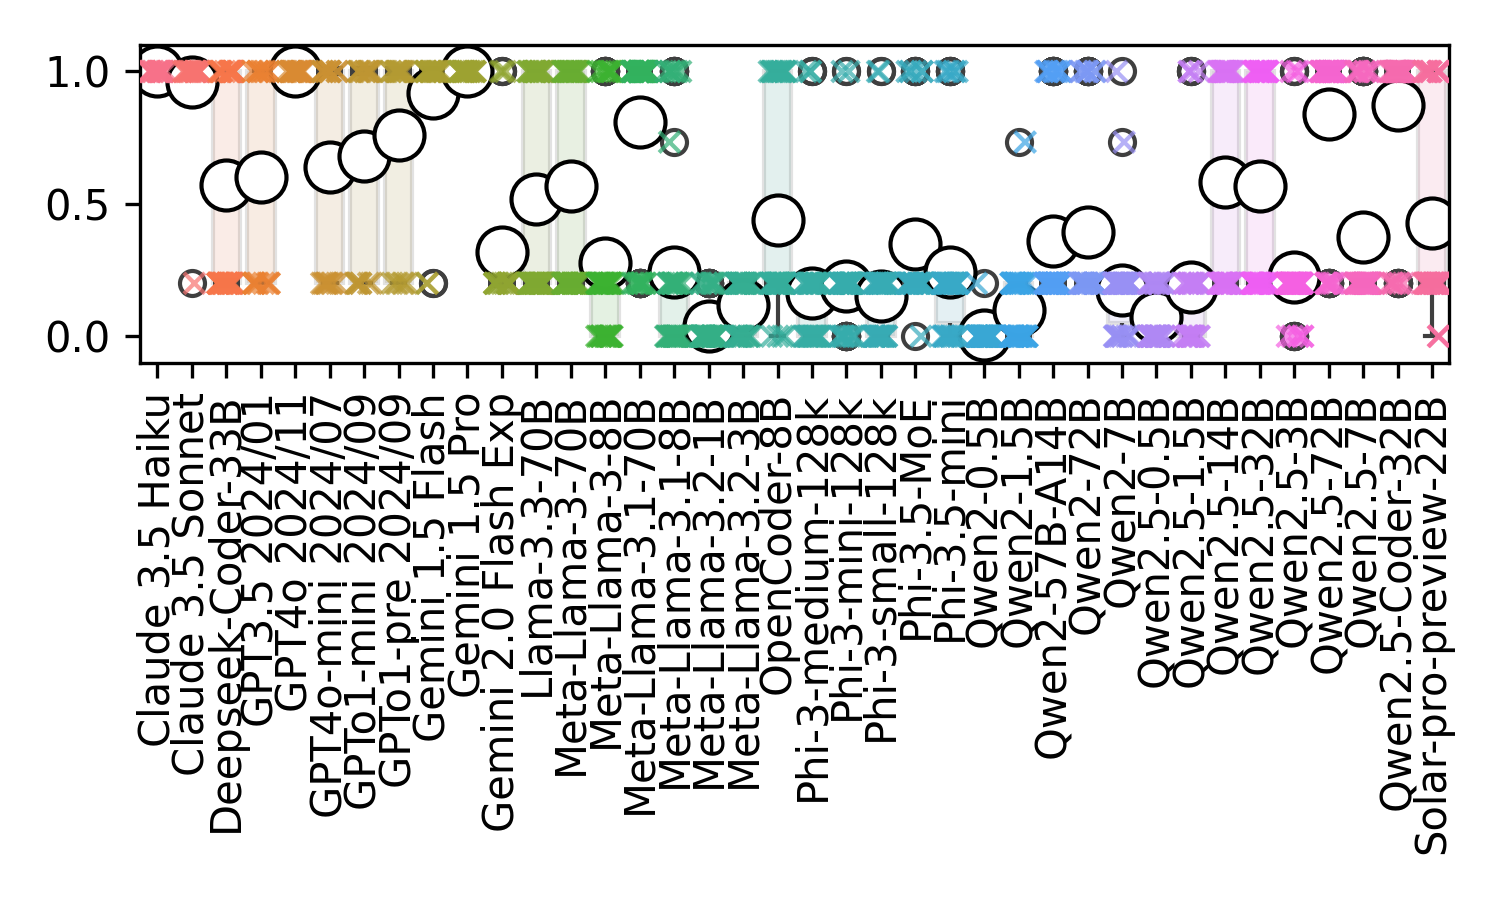 1.0
0.5
0.0
Claude 3.5 Haiku
Claude 3.5 Sonnet
Deepseek-Coder-33B
GPT3.5 2024/01
GPT4o 2024/11
GPT4o-mini 2024/07
GPTo1-mini 2024/09
GPTo1-pre 2024/09
Gemini 1.5 Flash
Gemini 1.5 Pro
Gemini 2.0 Flash Exp
Llama-3.3-70B
Meta-Llama-3-70B
Meta-Llama-3-8B
Meta-Llama-3.1-70B
Meta-Llama-3.1-8B
Meta-Llama-3.2-1B
Meta-Llama-3.2-3B
OpenCoder-8B
Phi-3-medium-128k
Phi-3-mini-128k
Phi-3-small-128k
Phi-3.5-MoE
Phi-3.5-mini
Qwen2-0.5B
Qwen2-1.5B
Qwen2-57B-A14B
Qwen2-72B
Qwen2-7B
Qwen2.5-0.5B
Qwen2.5-1.5B
Qwen2.5-14B
Qwen2.5-32B
Qwen2.5-3B
Qwen2.5-72B
Qwen2.5-7B
Qwen2.5-Coder-32B
Solar-pro-preview-22B